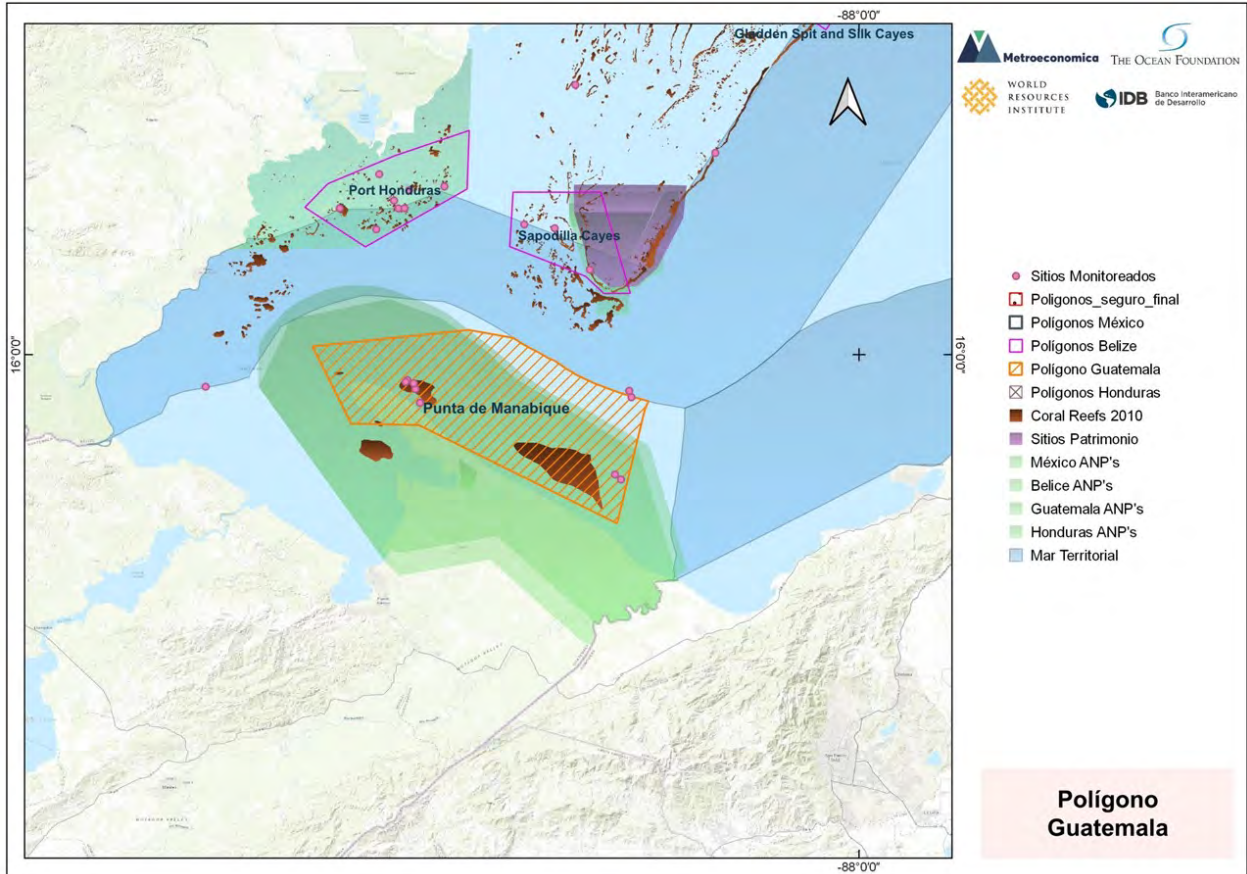 -88°0'0"
Gladden Spit and Silk Cayes
Port Honduras
Sapodilla Cayes
16°0'0"
16°0'0"
Punta de Manabique
-88°0'0"
Metroeconomica
THE OCEAN FOUNDATION
WORLD
RESOURCES
INSTITUTE
IDB
Banco Interamericano
de Desarrollo
Sitios Monitoreados
Poligonos_seguro_final
Polígonos México
Polígonos Belize
Polígono Guatemala
Polígonos Honduras
Coral Reefs 2010
Sitios Patrimonio
México ANP's
Belice ANP's
Guatemala ANP's
Honduras ANP's
Mar Territorial
Polígono
Guatemala